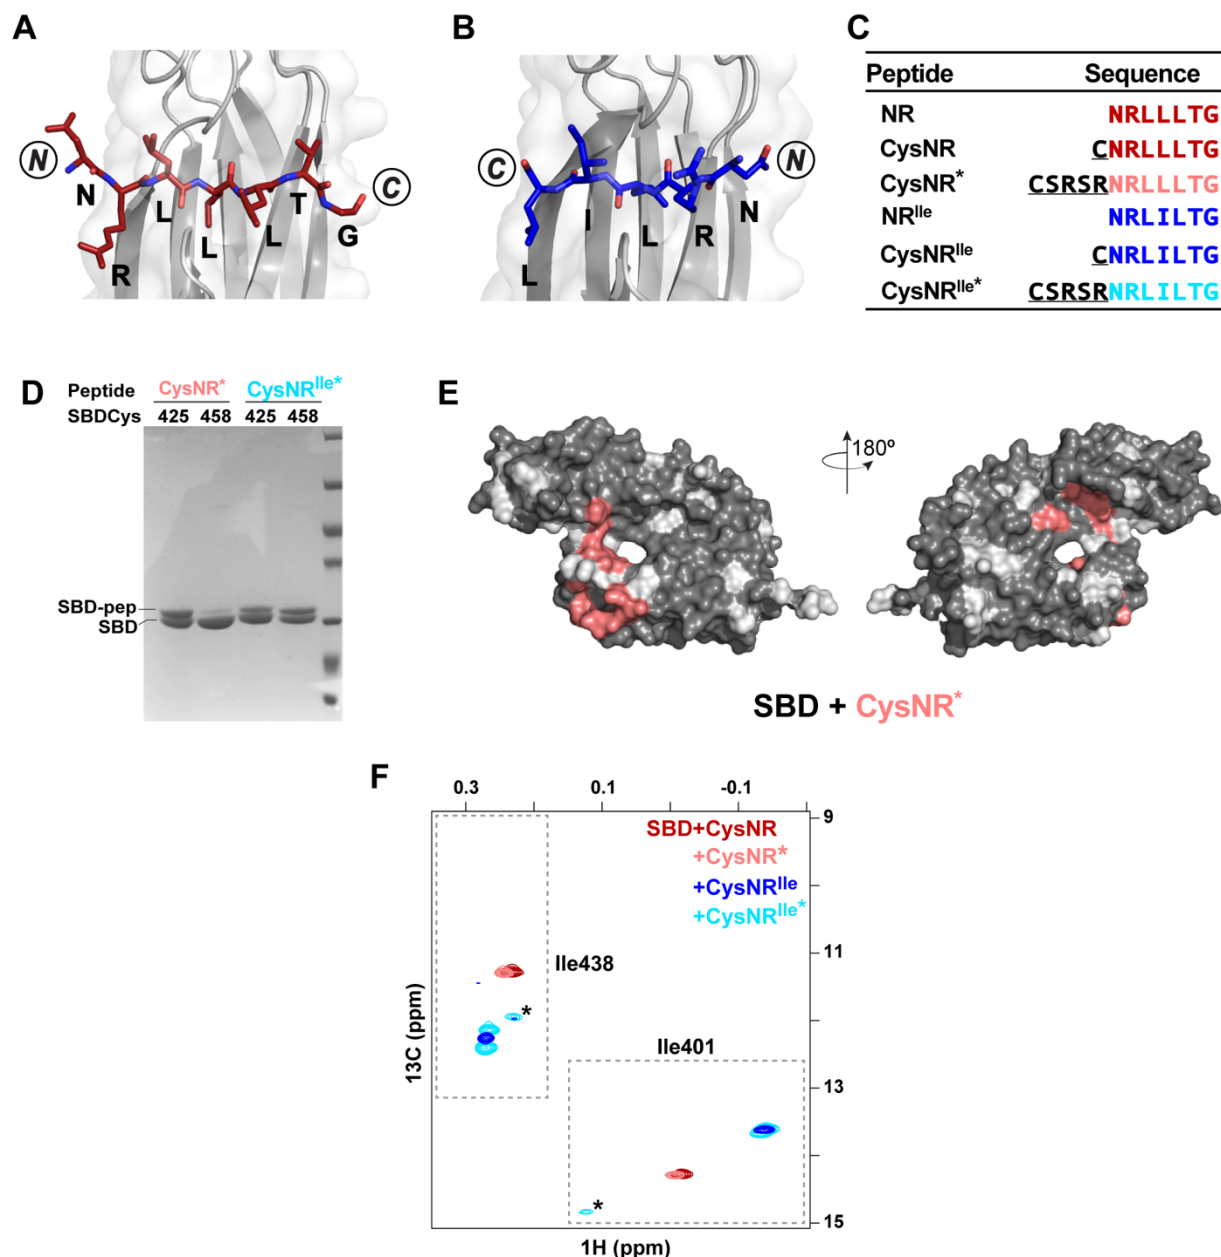 A
N
N
R
L
L
L
T
G
C
B
C
L
I
L
R
N
N
C
Peptide Sequence
NR NRLLLTG
CysNR CNRLLLTG
CysNR* CSRSRNRLLLTG
NRIle NRLILTG
CysNRIle CNRLILTG
CysNRIle* CSRSRNRLILTG
D
Peptide CysNR* CysNRIle*
SBDCys 425 458 425 458
SBD-pep
SBD
E
180º
SBD + CysNR*
F
0.3 0.1 -0.1
9
SBD+CysNR
+CysNR*
+CysNRIle
+CysNRIle*
11
Ile438
*
Ile401
13
*
15
13C (ppm)
1H (ppm)